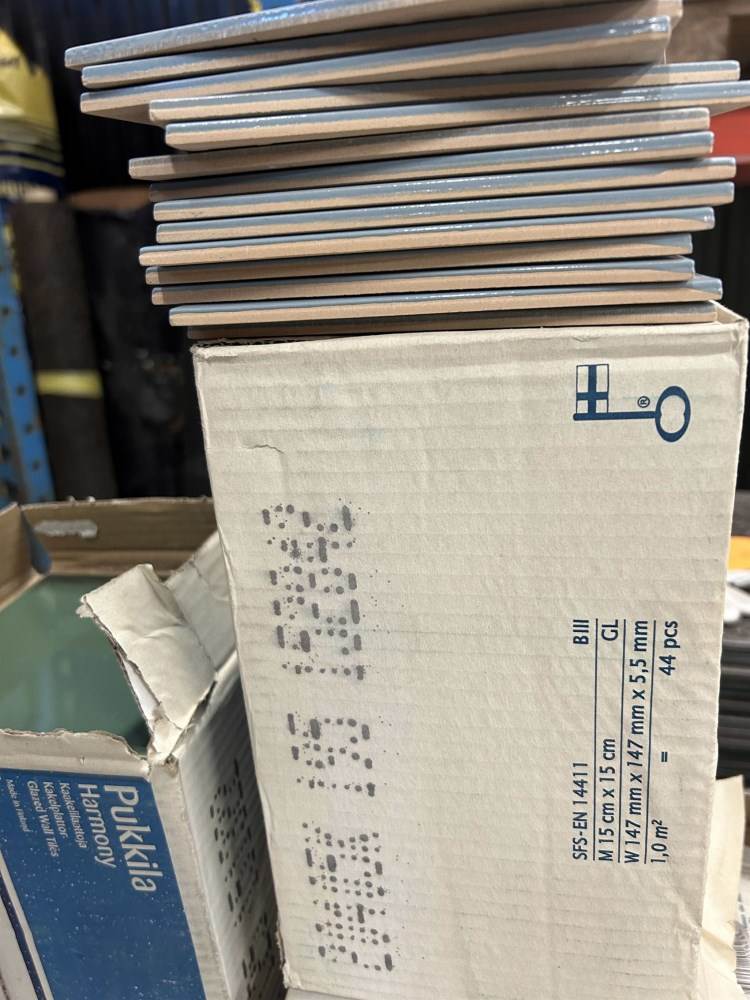 SFS-EN 14411 BIII
M 15 cm x 15 cm GL
W 147 mm x 147 mm x 5,5 mm
1,0 m² = 44 pcs
®
Pukkila
Harmony
Kaakelilaattoja
Kakelplattor
Glazed Wall Tiles
Made in Finland